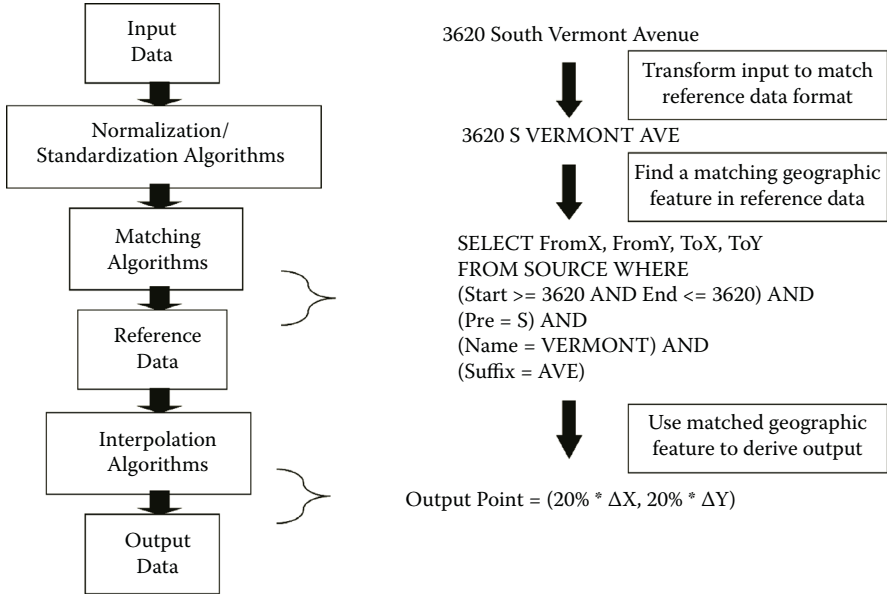 Input
Data
Normalization/
Standardization Algorithms
Matching
Algorithms
Reference
Data
Interpolation
Algorithms
Output
Data
3620 South Vermont Avenue
Transform input to match
reference data format
3620 S VERMONT AVE
Find a matching geographic
feature in reference data
SELECT FromX, FromY, ToX, ToY
FROM SOURCE WHERE
(Start >= 3620 AND End <= 3620) AND
(Pre = S) AND
(Name = VERMONT) AND
(Suffix = AVE)
Use matched geographic
feature to derive output
Output Point = (20% * ΔX, 20% * ΔY)